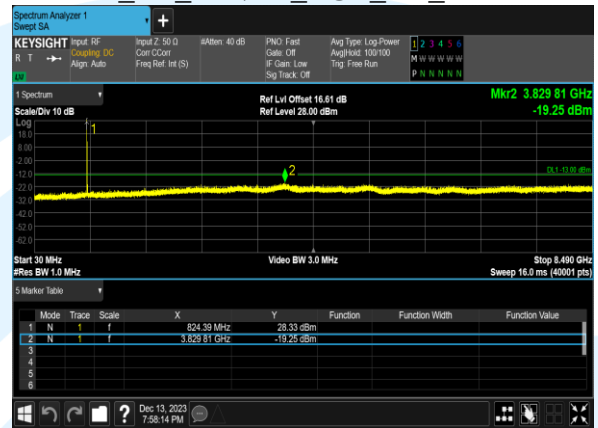 Spectrum Analyzer 1
Swept SA
+
KEYSIGHT Input: RF Input Z: 50 Ω #Atten: 40 dB PNO: Fast Avg Type: Log-Power 1 2 3 4 5 6
R T Coupling: DC Corr CCorr Gate: Off Avg|Hold: 100/100 M W W W W W
Align: Auto Freq Ref: Int (S) IF Gain: Low Trig: Free Run
Sig Track: Off P N N N N N
LV
1 Spectrum Mkr2 3.829 81 GHz
Ref Lvl Offset 16.61 dB
Scale/Div 10 dB Ref Level 28.00 dBm -19.25 dBm
Log
1
18.0
8.00
-2.00
-12.0 2 DL1 -13.00 dBm
-22.0
-32.0
-42.0
-52.0
-62.0
Start 30 MHz Video BW 3.0 MHz Stop 8.490 GHz
#Res BW 1.0 MHz Sweep 16.0 ms (40001 pts)
5 Marker Table
Mode Trace Scale X Y Function Function Width Function Value
1 N 1 f 824.39 MHz 28.33 dBm
2 N 1 f 3.829 81 GHz -19.25 dBm
3
4
5
6
? Dec 13, 2023
7:58:14 PM